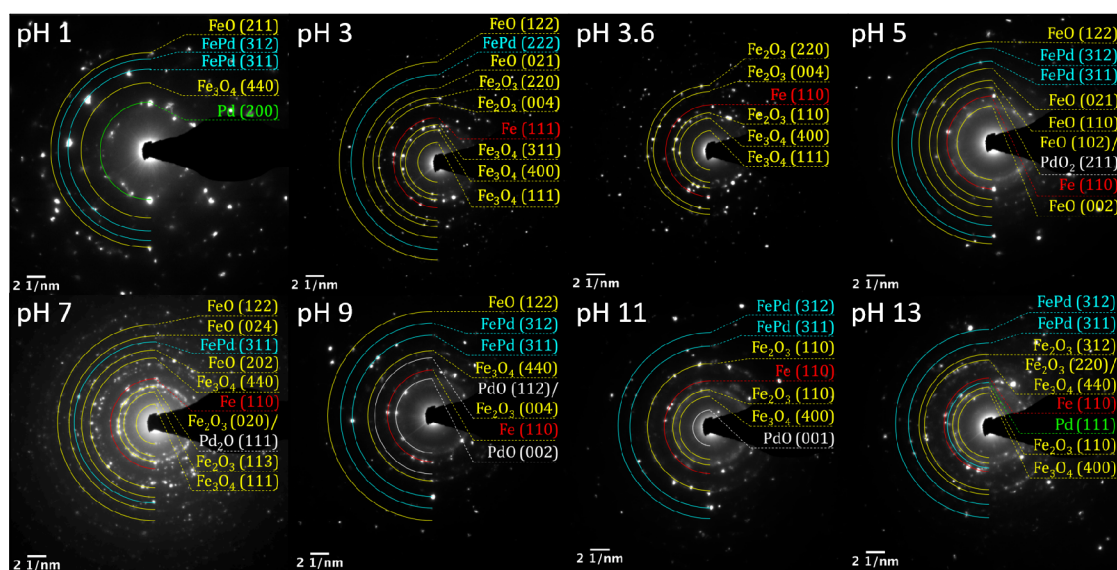 pH 1
FeO (211)
FePd (312)
FePd (311)
Fe₃O₄ (440)
Pd (200)
2 1/nm
pH 3
FeO (122)
FePd (222)
FeO (021)
Fe₂O₃ (220)
Fe₂O₃ (004)
Fe (111)
Fe₃O₄ (311)
Fe₃O₄ (400)
Fe₃O₄ (111)
2 1/nm
pH 3.6
Fe₂O₃ (220)
Fe₂O₃ (004)
Fe (110)
Fe₂O₃ (110)
Fe₃O₄ (400)
Fe₃O₄ (111)
2 1/nm
pH 5
FeO (122)
FePd (312)
FePd (311)
FeO (021)
FeO (110)
FeO (102)/
PdO₂ (211)
Fe (110)
FeO (002)
2 1/nm
pH 7
FeO (122)
FeO (024)
FePd (311)
FeO (202)
Fe₃O₄ (440)
Fe (110)
Fe₂O₃ (020)/
Pd₂O (111)
Fe₂O₃ (113)
Fe₃O₄ (111)
2 1/nm
pH 9
FeO (122)
FePd (312)
FePd (311)
Fe₃O₄ (440)
PdO (112)/
Fe₂O₃ (004)
Fe (110)
PdO (002)
2 1/nm
pH 11
FePd (312)
FePd (311)
Fe₂O₃ (110)
Fe (110)
Fe₂O₃ (110)
Fe₃O₄ (400)
PdO (001)
2 1/nm
pH 13
FePd (312)
FePd (311)
Fe₂O₃ (312)
Fe₂O₃ (220)/
Fe₃O₄ (440)
Fe (110)
Pd (111)
Fe₂O₃ (110)
Fe₃O₄ (400)
2 1/nm